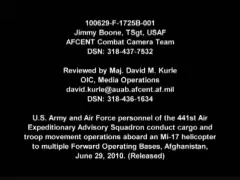 100629-F-1725B-001
Jimmy Boone, TSgt, USAF
AFCENT Combat Camera Team
DSN: 318-437-7532
Reviewed by Maj. David M. Kurle
OIC, Media Operations
david.kurle@auab.afcent.af.mil
DSN: 318-436-1634
U.S. Army and Air Force personnel of the 441st Air
Expeditionary Advisory Squadron conduct cargo and
troop movement operations aboard an Mi-17 helicopter
to multiple Forward Operating Bases, Afghanistan,
June 29, 2010. (Released)